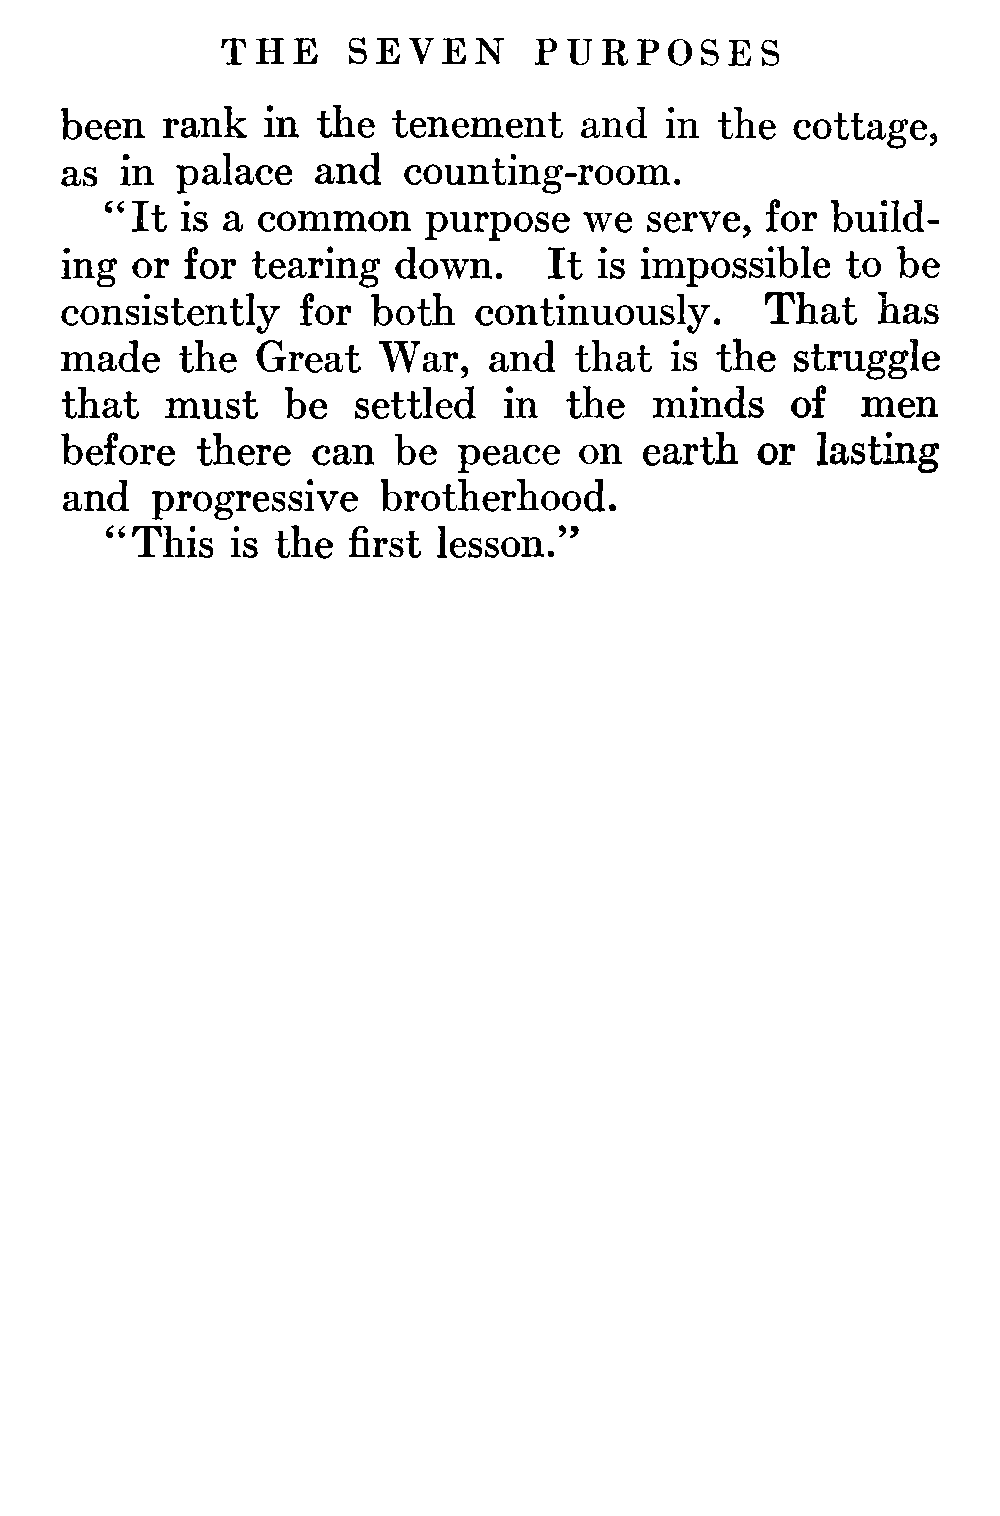 THE SEVEN PURPOSES
been rank in the tenement and in the cottage,
as in palace and counting-room.
“It is a common purpose we serve, for build-
ing or for tearing down. It is impossible to be
consistently for both continuously. That has
made the Great War, and that is the struggle
that must be settled in the minds of men
before there can be peace on earth or lasting
and progressive brotherhood.
“This is the first lesson.”